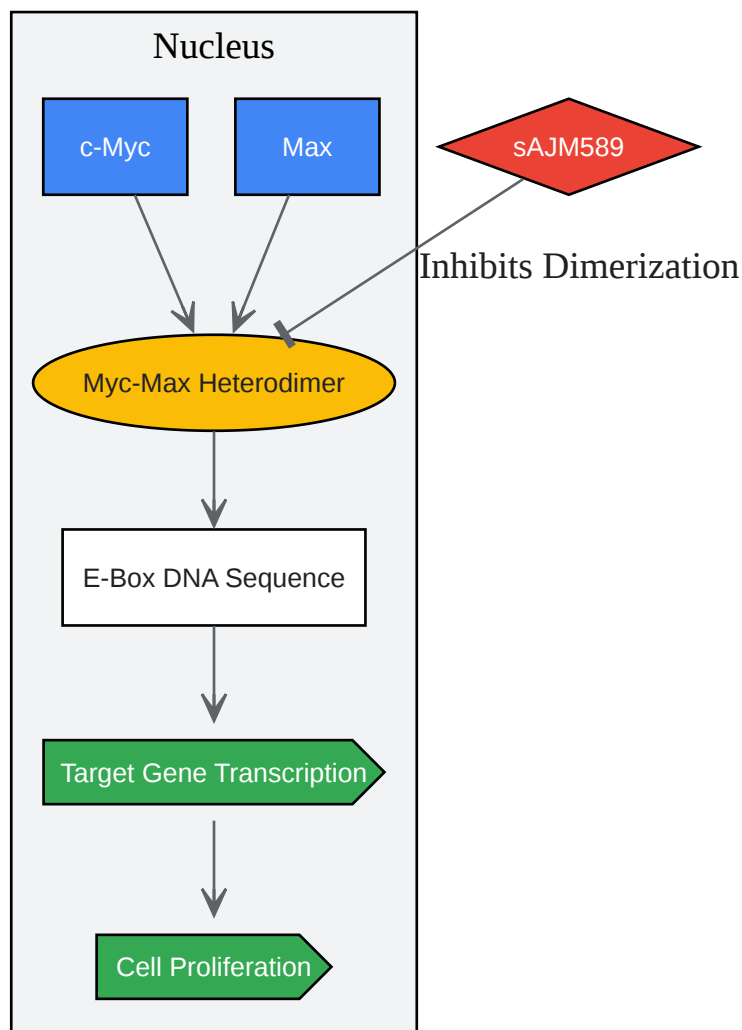 Nucleus
c-Myc
Max
sAJM589
Inhibits Dimerization
Myc-Max Heterodimer
E-Box DNA Sequence
Target Gene Transcription
Cell Proliferation